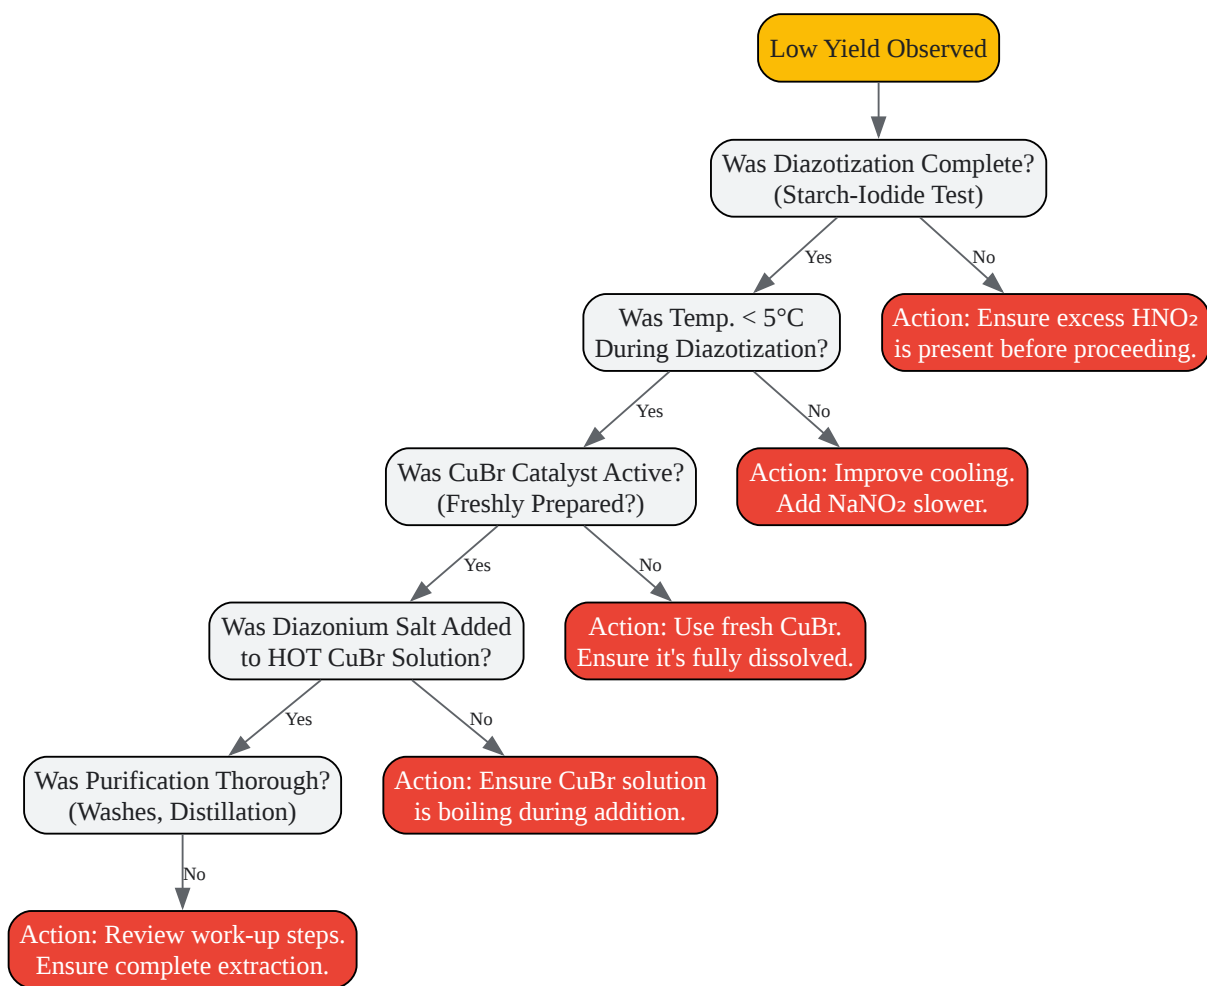 Low Yield Observed
Was Diazotization Complete?
(Starch-Iodide Test)
Yes
No
Was Temp. < 5°C
During Diazotization?
Action: Ensure excess HNO₂
is present before proceeding.
Yes
No
Was CuBr Catalyst Active?
(Freshly Prepared?)
Action: Improve cooling.
Add NaNO₂ slower.
Yes
No
Was Diazonium Salt Added
to HOT CuBr Solution?
Action: Use fresh CuBr.
Ensure it's fully dissolved.
Yes
No
Was Purification Thorough?
(Washes, Distillation)
Action: Ensure CuBr solution
is boiling during addition.
No
Action: Review work-up steps.
Ensure complete extraction.